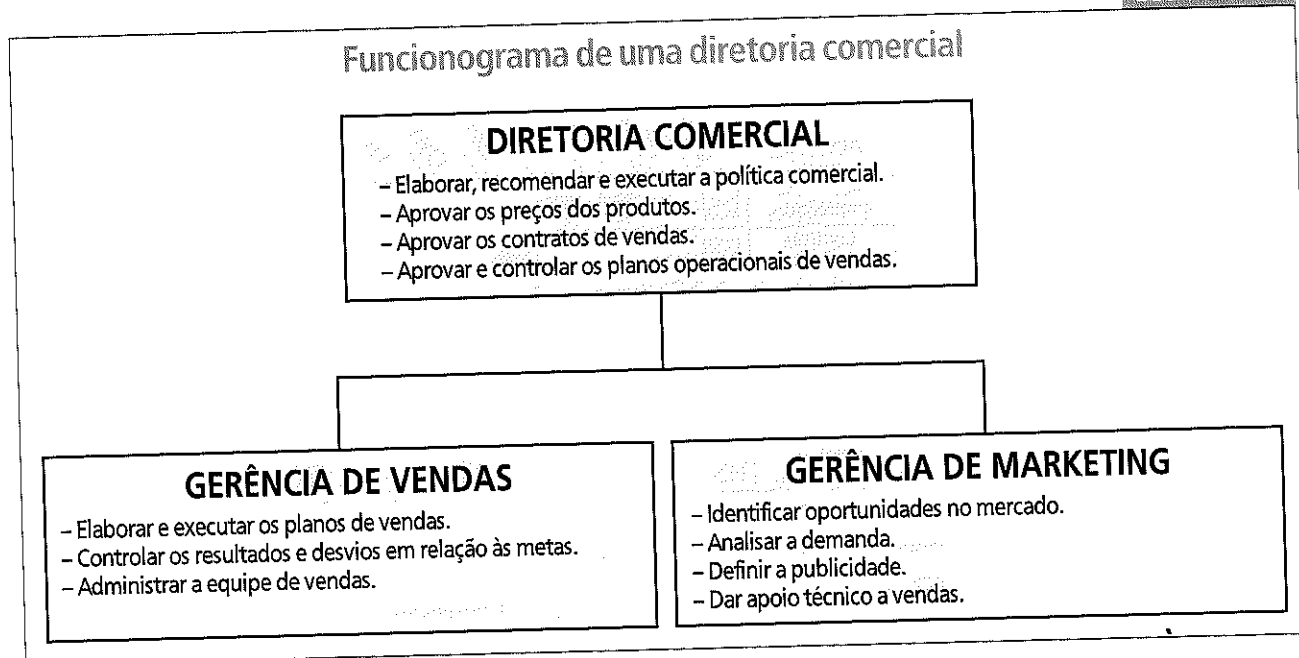 Funcionograma de uma diretoria comercial
DIRETORIA COMERCIAL
– Elaborar, recomendar e executar a política comercial.
– Aprovar os preços dos produtos.
– Aprovar os contratos de vendas.
– Aprovar e controlar os planos operacionais de vendas.
GERÊNCIA DE VENDAS
– Elaborar e executar os planos de vendas.
– Controlar os resultados e desvios em relação às metas.
– Administrar a equipe de vendas.
GERÊNCIA DE MARKETING
– Identificar oportunidades no mercado.
– Analisar a demanda.
– Definir a publicidade.
– Dar apoio técnico a vendas.